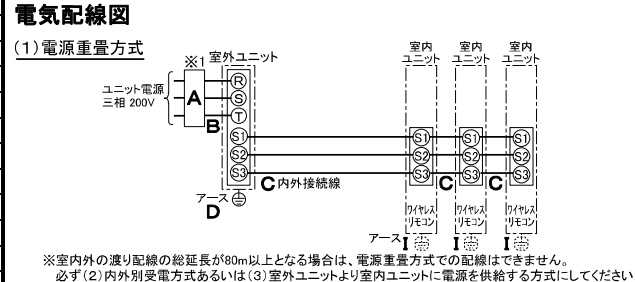 電気配線図
(1)電源重畳方式
※1 室外ユニット
室内ユニット 室内ユニット 室内ユニット
ユニット電源
三相 200V
A
B
R
S
T
S1 S1 S1 S1
S2 S2 S2 S2
S3 S3 S3 S3
C 内外接続線 C C
アース
D
ワイヤレスリモコン ワイヤレスリモコン ワイヤレスリモコン
アース I I I
※室内外の渡り配線の総延長が80m以上となる場合は、電源重畳方式での配線はできません。
必ず(2)内外別受電方式あるいは(3)室外ユニットより室内ユニットに電源を供給する方式にしてください